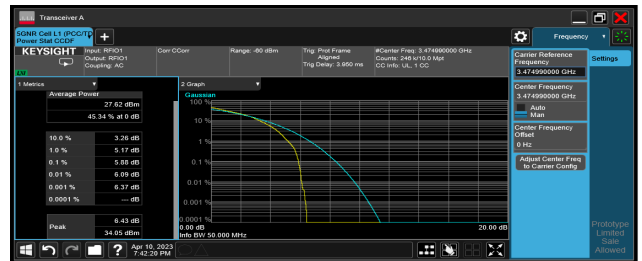 Transceiver A
5GNR Cell L1 (PCC/TD
Power Stat CCDF
Frequency
KEYSIGHT
Input: RFIO1
Output: RFIO1
Coupling: AC
Corr CCorr
Range: -60 dBm
Trig: Prot Frame
Aligned
Trig Delay: 3.950 ms
#Center Freq: 3.474990000 GHz
Counts: 246 k/10.0 Mpt
CC Info: UL, 1 CC
LU
1 Metrics
Average Power
27.62 dBm
45.34 % at 0 dB
10.0 % 3.26 dB
1.0 % 5.17 dB
0.1 % 5.88 dB
0.01 % 6.09 dB
0.001 % 6.37 dB
0.0001 % --- dB
Peak
6.43 dB
34.05 dBm
2 Graph
Gaussian
100 %
10 %
1 %
0.1 %
0.01 %
0.001 %
0.0001 %
0.00 dB
20.00 dB
Info BW 50.000 MHz
Carrier Reference
Frequency
3.474990000 GHz
Center Frequency
3.474990000 GHz
Auto
Man
Center Frequency
Offset
0 Hz
Adjust Center Freq
to Carrier Config
Settings
Prototype
Limited
Sale
Allowed
?
Apr 10, 2023
7:42:20 PM